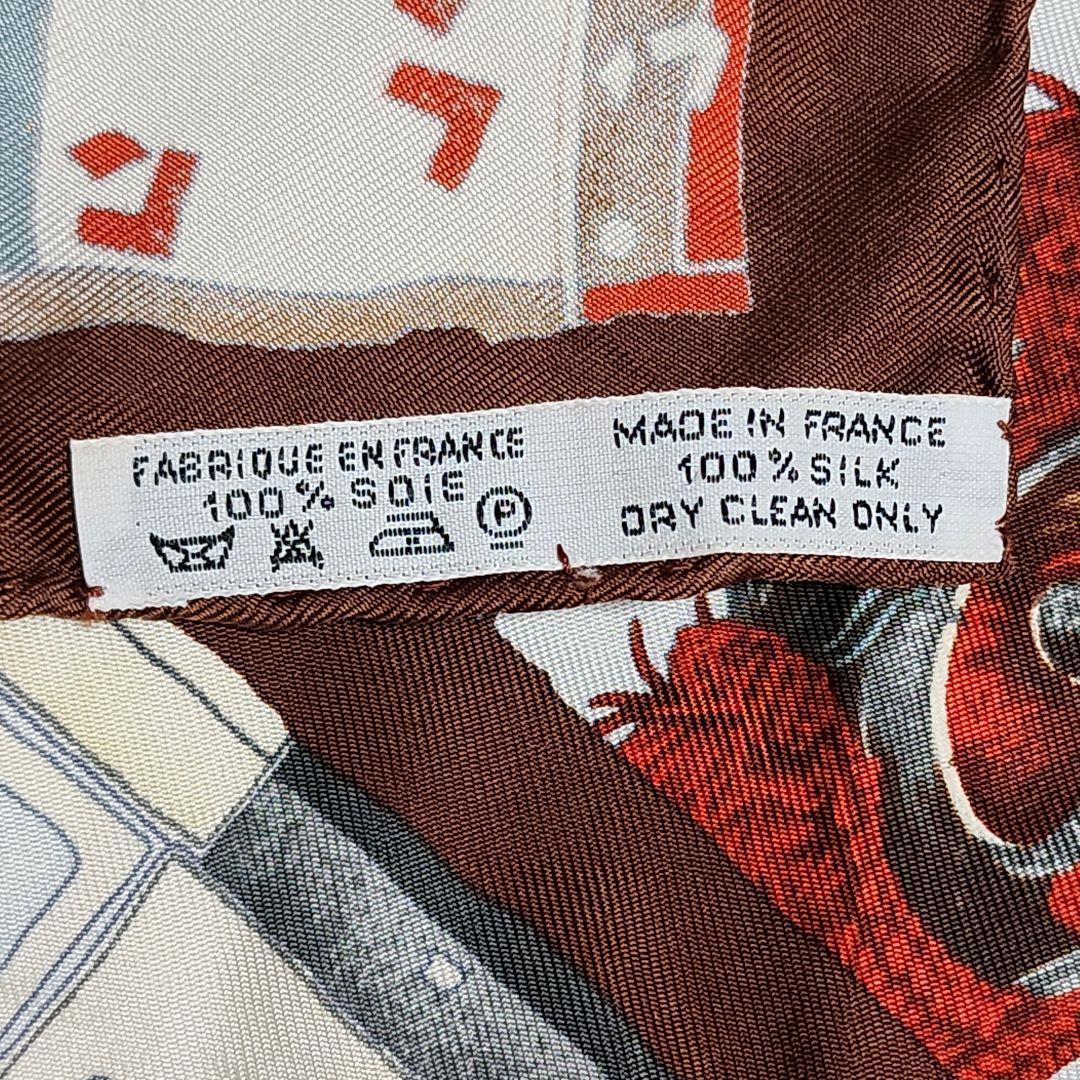 FABRIQUE EN FRANCE
100% SOIE
P
MADE IN FRANCE
100% SILK
DRY CLEAN ONLY